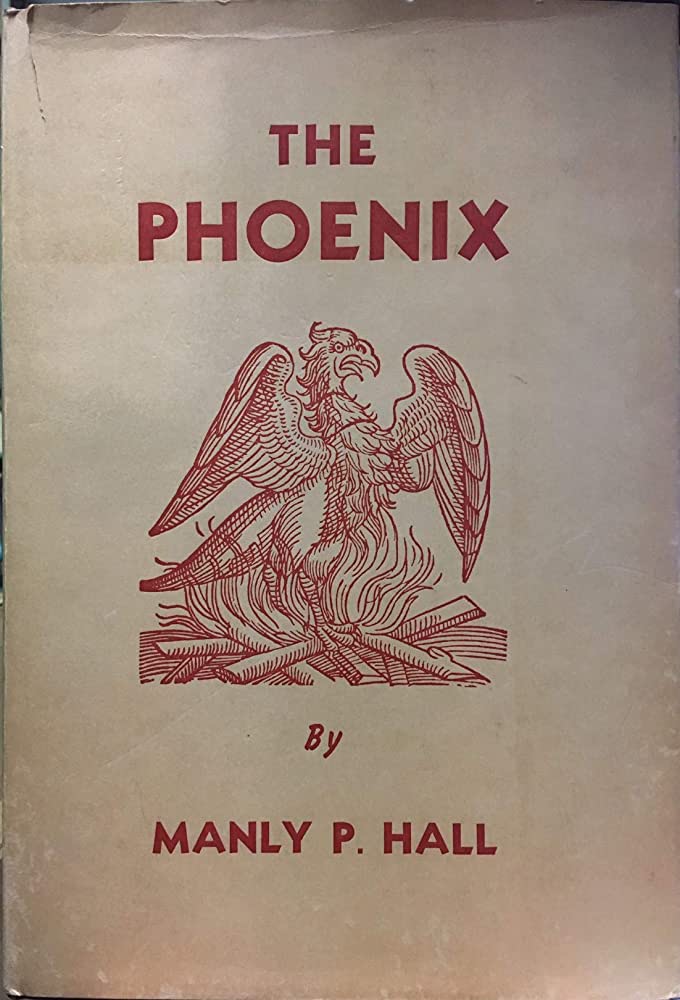 THE
PHOENIX
By
MANLY P. HALL